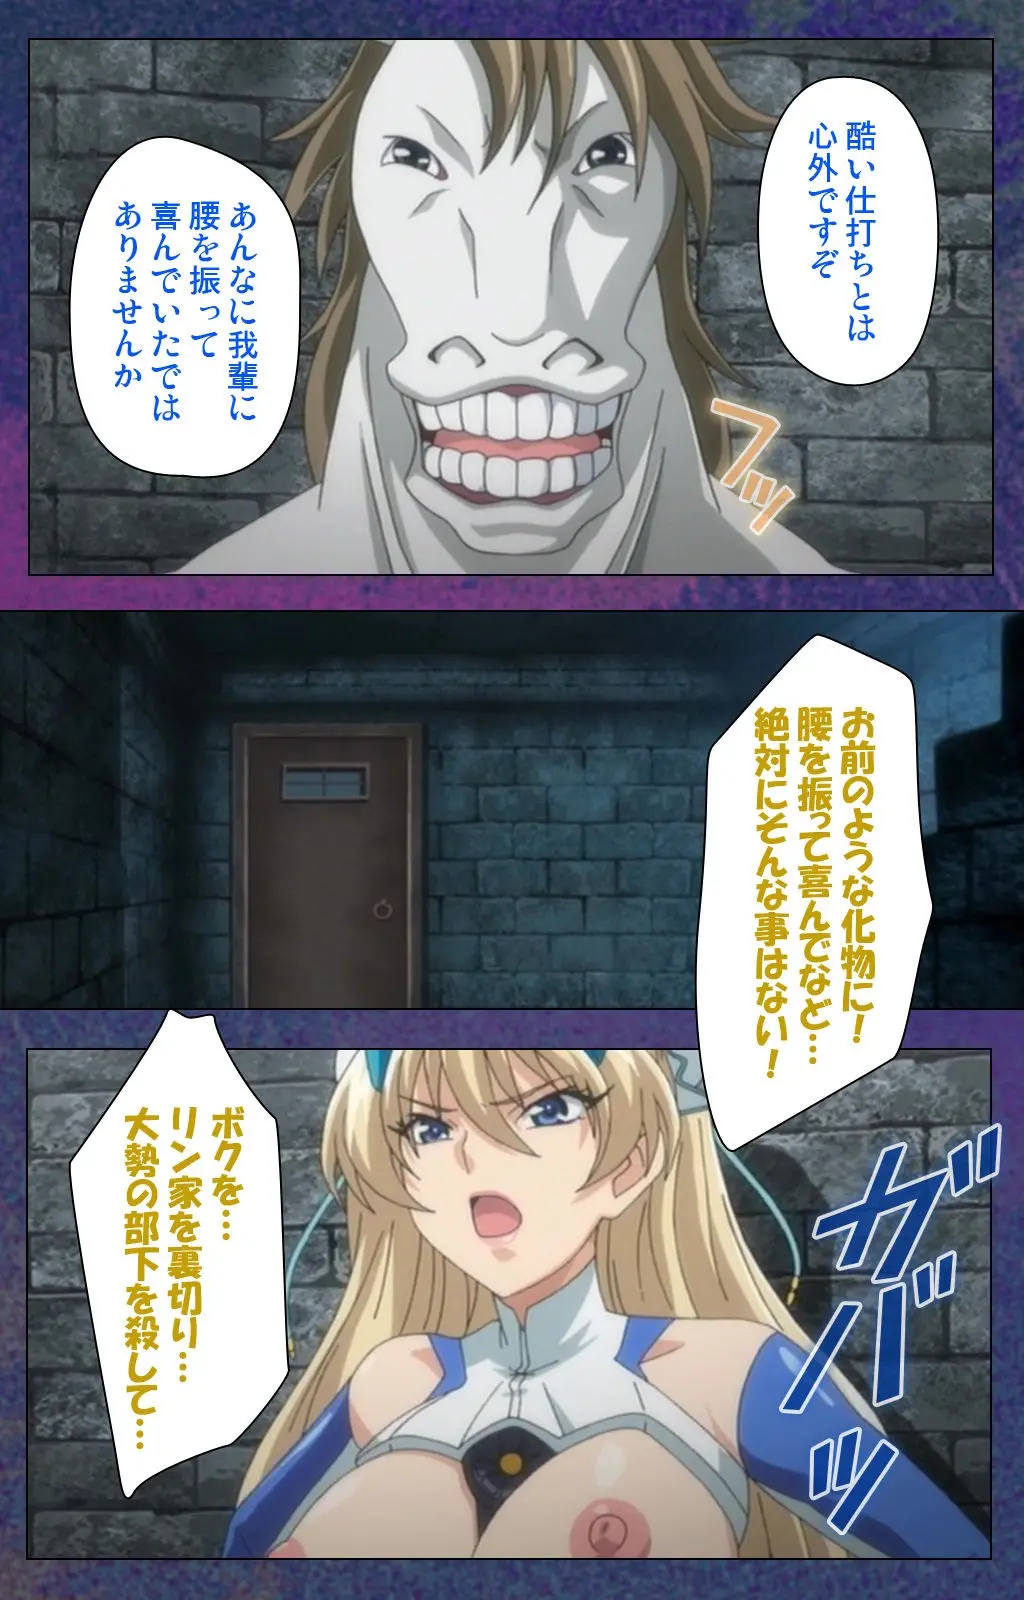 酷い仕打ちとは
心外ですぞ
あんなに我輩に
腰を振って
喜んでいたでは
ありませんか
フッ
お前のような化物に！
腰を振って喜んでなど…
絶対にそんな事はない！
ガバッ
ボクを…
リン家を裏切り…
大勢の部下を殺して…